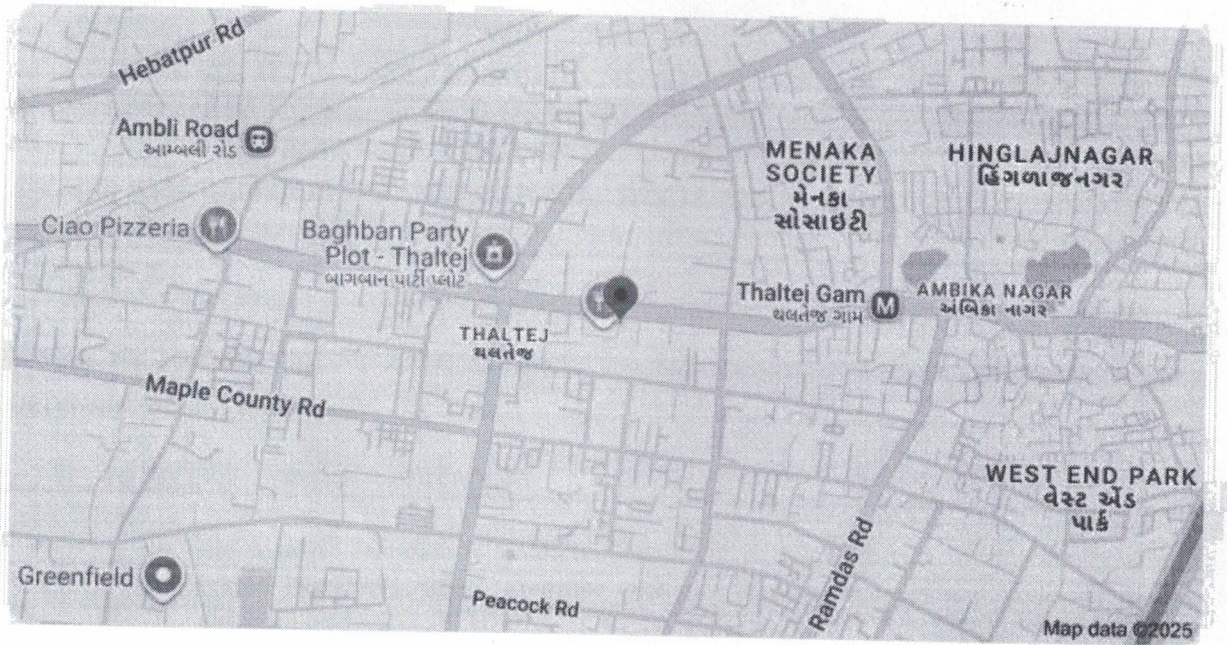 Hebatpur Rd
Ambli Road
આમ્બલી રોડ
MENAKA
SOCIETY
મેનકા
સોસાઇટી
HINGLAJNAGAR
હિંગળાજનગર
Ciao Pizzeria
Baghban Party
Plot - Thaltej
બાગબાન પાર્ટી પ્લોટ
Thaltej Gam
થલતેજ ગામ
M
AMBIKA NAGAR
અંબિકા નાગર
THALTEJ
થલતેજ
Maple County Rd
WEST END PARK
વેસ્ટ ઍંડ
પાર્ક
Greenfield
Peacock Rd
Ramdas Rd
Map data ©2025